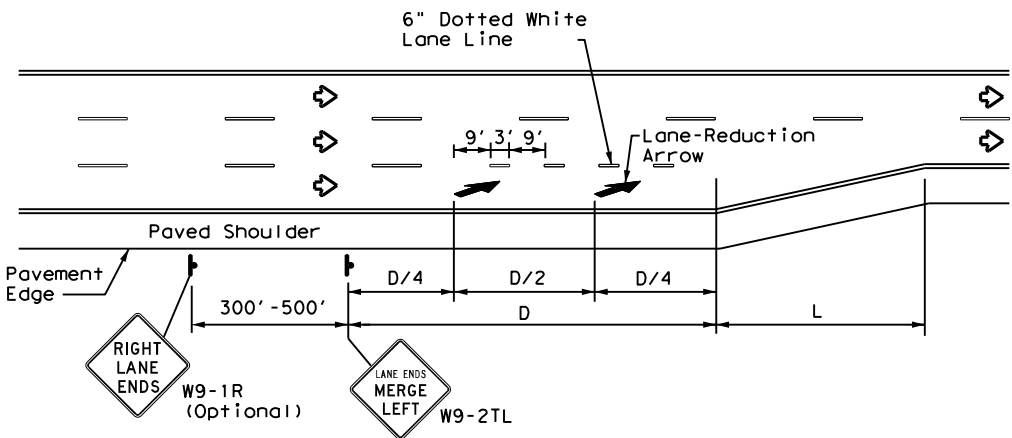 6" Dotted White
Lane Line
9' 3' 9'
Lane-Reduction
Arrow
Paved Shoulder
Pavement
Edge
D/4
D/2
D/4
300'-500'
D
L
RIGHT
LANE
ENDS
W9-1R
(Optional)
LANE ENDS
MERGE
LEFT
W9-2TL